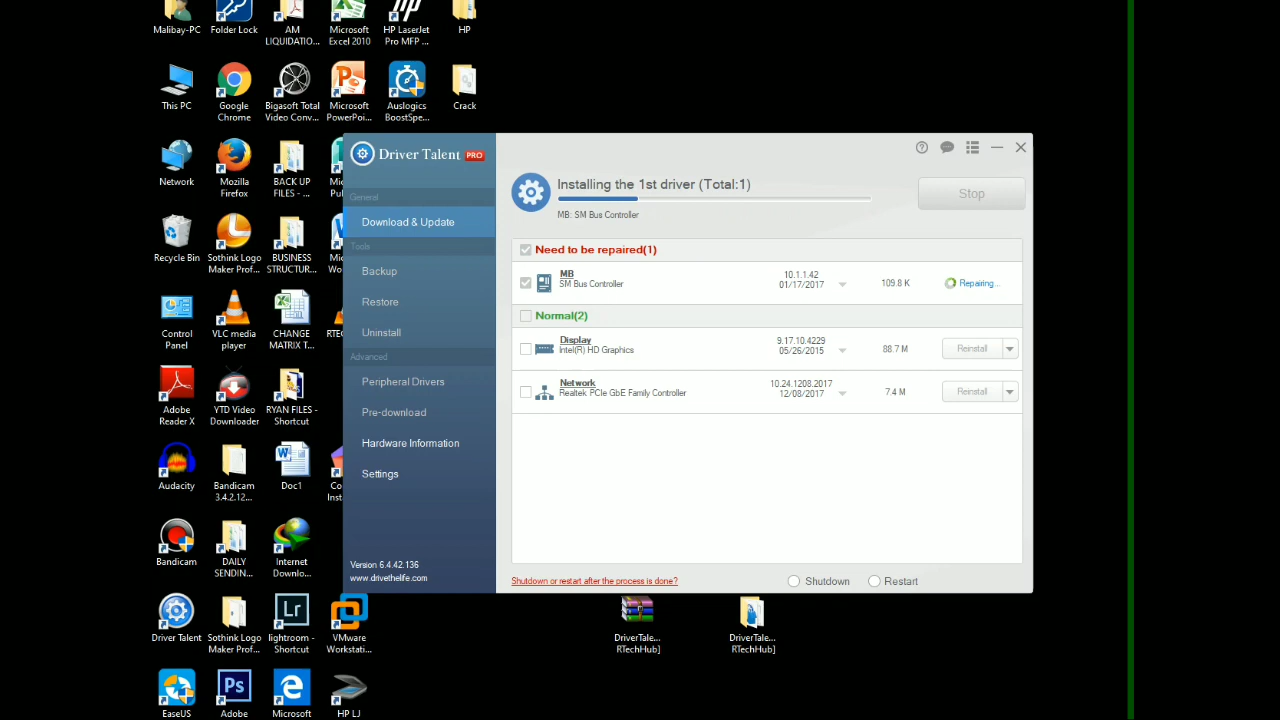 Malibay-PC
Folder Lock
AM
LIQUIDATIO...
Microsoft
Excel 2010
HP LaserJet
Pro MFP ...
HP
This PC
Google
Chrome
Bigasoft Total
Video Conv...
Microsoft
PowerPoi...
Auslogics
BoostSpe...
Crack
Network
Mozilla
Firefox
BACK UP
FILES - ...
Recycle Bin
Sothink Logo
Maker Prof...
BUSINESS
STRUCTUR...
Control
Panel
VLC media
player
CHANGE
MATRIX T...
Adobe
Reader X
YTD Video
Downloader
RYAN FILES -
Shortcut
Audacity
Bandicam
3.4.2.12...
Doc1
Bandicam
DAILY
SENDIN...
Internet
Downlo...
Driver Talent
Sothink Logo
Maker Prof...
lightroom -
Shortcut
VMware
Workstati...
EaseUS
Adobe
Microsoft
HP LJ
Driver Talent PRO
General
Download & Update
Tools
Backup
Restore
Uninstall
Advanced
Peripheral Drivers
Pre-download
Hardware Information
Settings
Version 6.4.42.136
www.drivethelife.com
Installing the 1st driver (Total:1)
MB: SM Bus Controller
Stop
Need to be repaired(1)
MB
SM Bus Controller
10.1.1.42
01/17/2017
109.8 K
Repairing...
Normal(2)
Display
Intel(R) HD Graphics
9.17.10.4229
05/26/2015
88.7 M
Reinstall
Network
Realtek PCIe GbE Family Controller
10.24.1208.2017
12/08/2017
7.4 M
Reinstall
Shutdown or restart after the process is done?
Shutdown
Restart
DriverTale...
RTechHub]
DriverTale...
RTechHub]